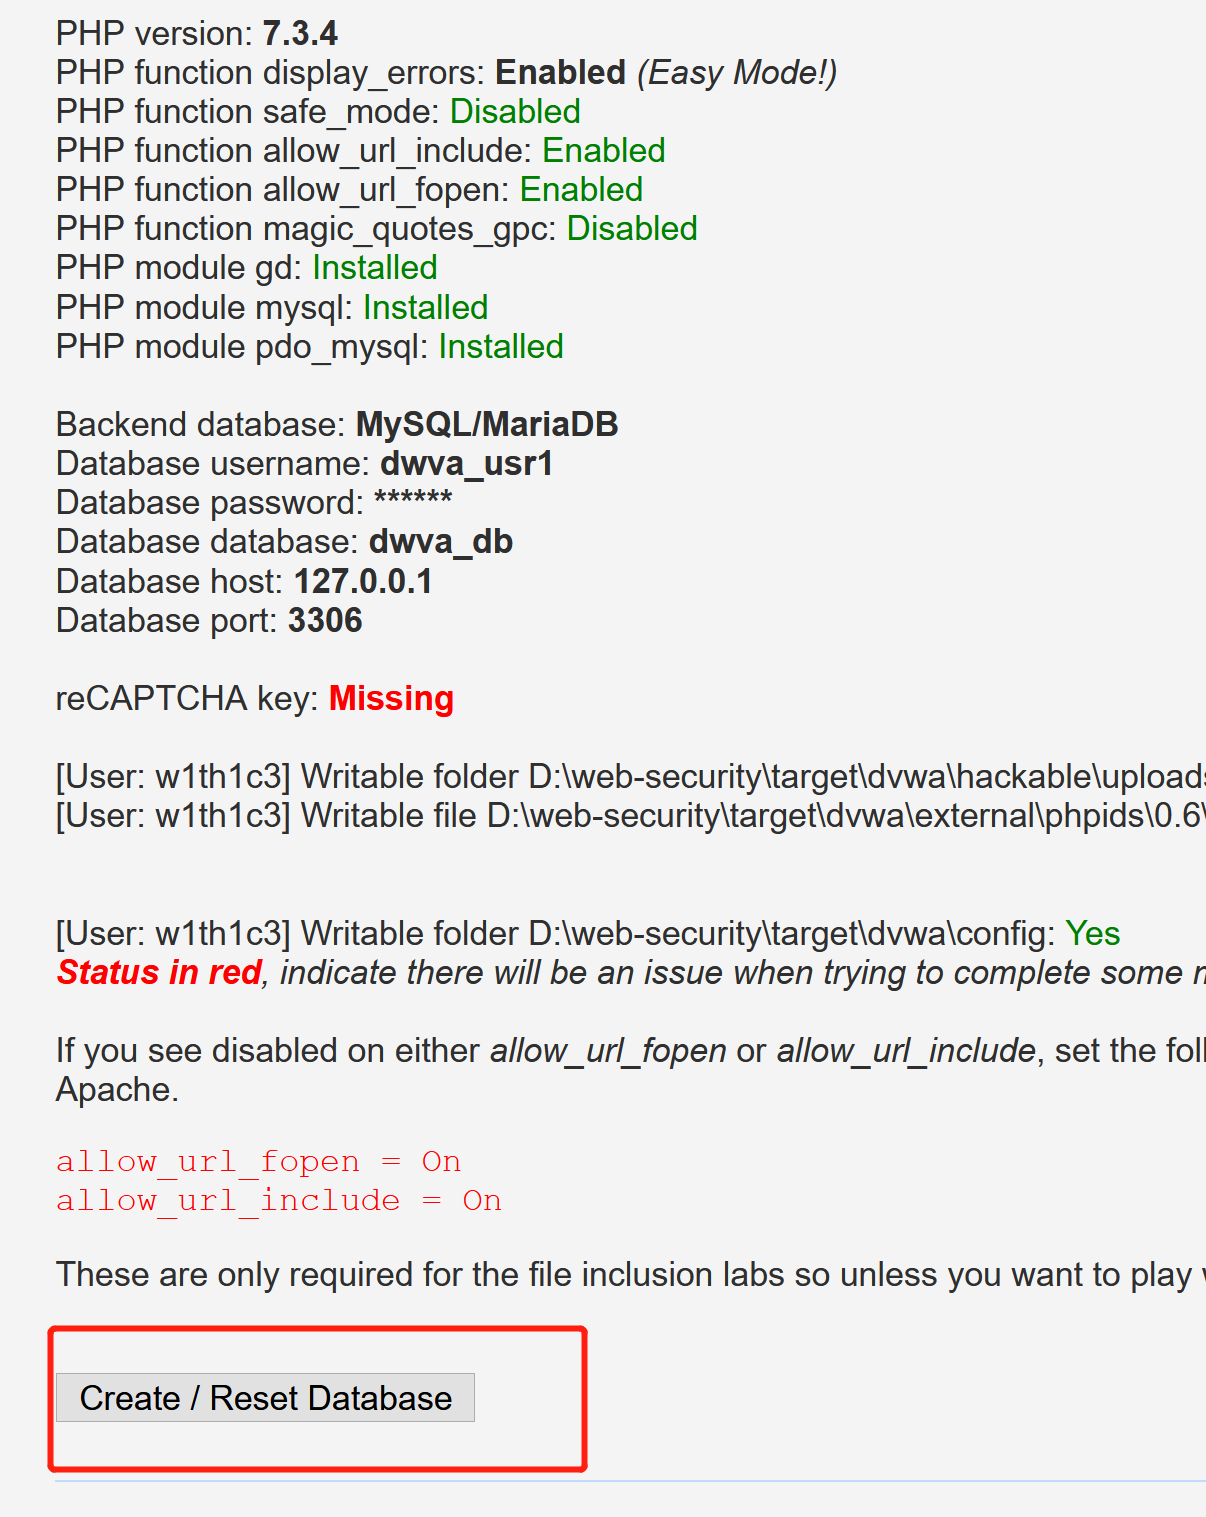 PHP version: 7.3.4
PHP function display_errors: Enabled (Easy Mode!)
PHP function safe_mode: Disabled
PHP function allow_url_include: Enabled
PHP function allow_url_fopen: Enabled
PHP function magic_quotes_gpc: Disabled
PHP module gd: Installed
PHP module mysql: Installed
PHP module pdo_mysql: Installed
Backend database: MySQL/MariaDB
Database username: dwva_usr1
Database password: ******
Database database: dwva_db
Database host: 127.0.0.1
Database port: 3306
reCAPTCHA key: Missing
[User: w1th1c3] Writable folder D:\web-security\target\dvwa\hackable\uploads
[User: w1th1c3] Writable file D:\web-security\target\dvwa\external\phpids\0.6\
[User: w1th1c3] Writable folder D:\web-security\target\dvwa\config: Yes
Status in red, indicate there will be an issue when trying to complete some
If you see disabled on either allow_url_fopen or allow_url_include, set the foll
Apache.
allow_url_fopen = On
allow_url_include = On
These are only required for the file inclusion labs so unless you want to play
Create / Reset Database